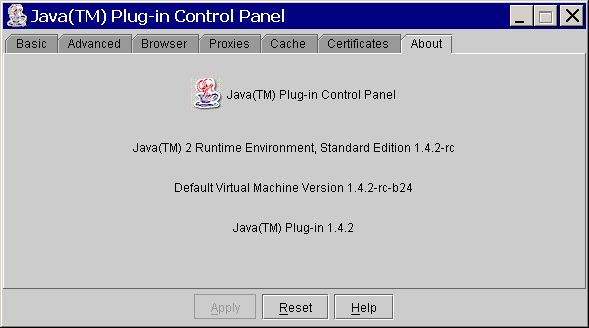 Java(TM) Plug-in Control Panel
Basic Advanced Browser Proxies Cache Certificates About
Java(TM) Plug-in Control Panel
Java(TM) 2 Runtime Environment, Standard Edition 1.4.2-rc
Default Virtual Machine Version 1.4.2-rc-b24
Java(TM) Plug-in 1.4.2
Apply Reset Help